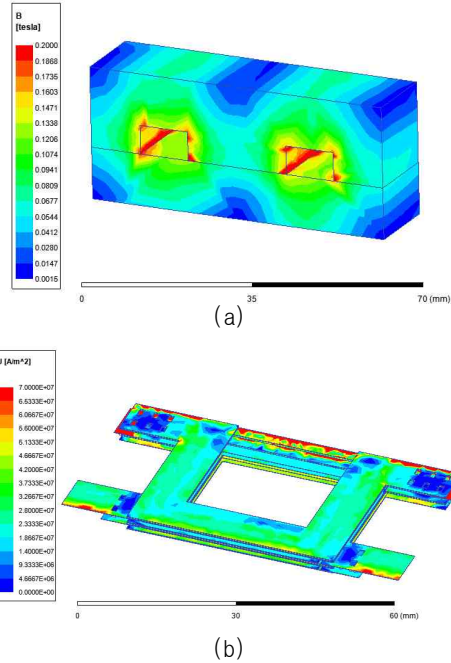 B
[tesla]
0.2000
0.1868
0.1735
0.1603
0.1471
0.1338
0.1206
0.1074
0.0941
0.0809
0.0677
0.0544
0.0412
0.0280
0.0147
0.0015
0 35 70 (mm)
(a)
J [A/m^2]
7.0000E+07
6.5333E+07
6.0667E+07
5.6000E+07
5.1333E+07
4.6667E+07
4.2000E+07
3.7333E+07
3.2667E+07
2.8000E+07
2.3333E+07
1.8667E+07
1.4000E+07
9.3333E+06
4.6667E+06
0.0000E+00
0 30 60 (mm)
(b)